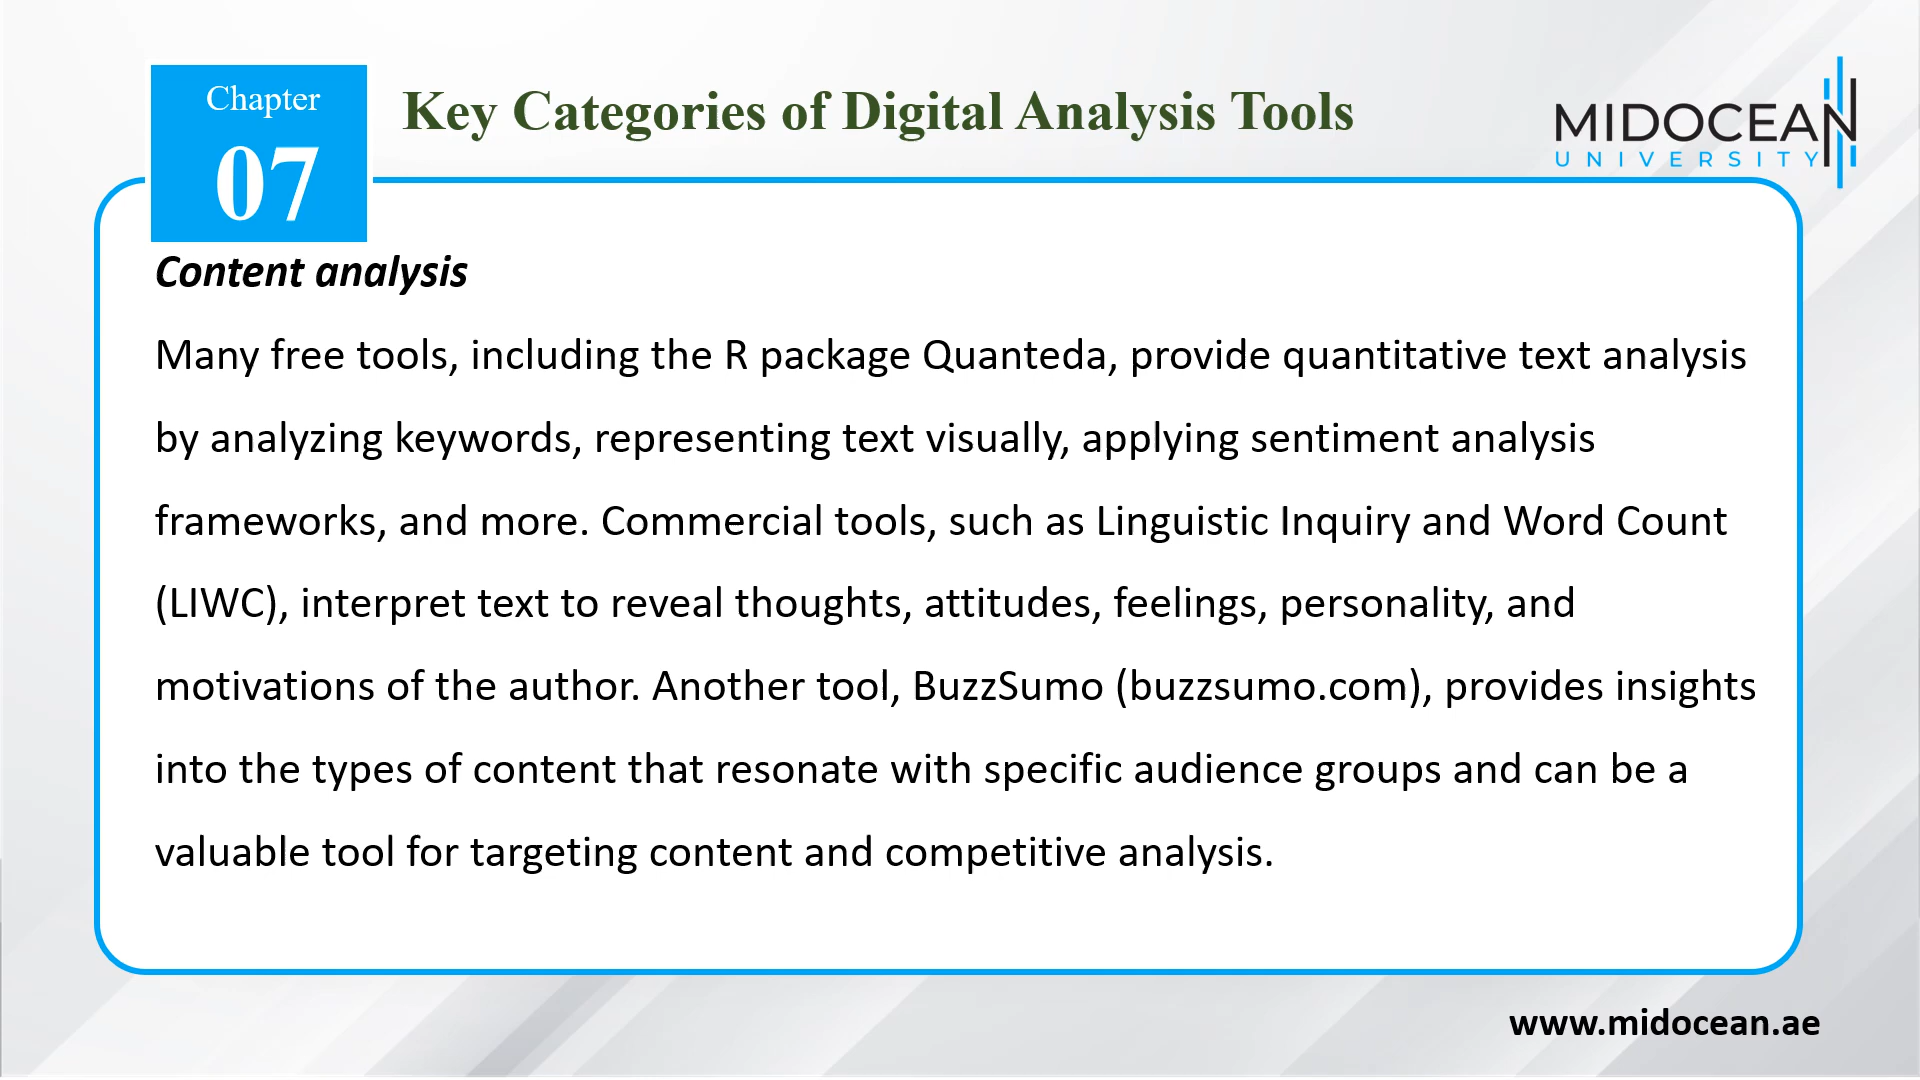 Chapter
07
Key Categories of Digital Analysis Tools
MIDOCEAN
UNIVERSITY
Content analysis
Many free tools, including the R package Quanteda, provide quantitative text analysis
by analyzing keywords, representing text visually, applying sentiment analysis
frameworks, and more. Commercial tools, such as Linguistic Inquiry and Word Count
(LIWC), interpret text to reveal thoughts, attitudes, feelings, personality, and
motivations of the author. Another tool, BuzzSumo (buzzsumo.com), provides insights
into the types of content that resonate with specific audience groups and can be a
valuable tool for targeting content and competitive analysis.
www.midocean.ae